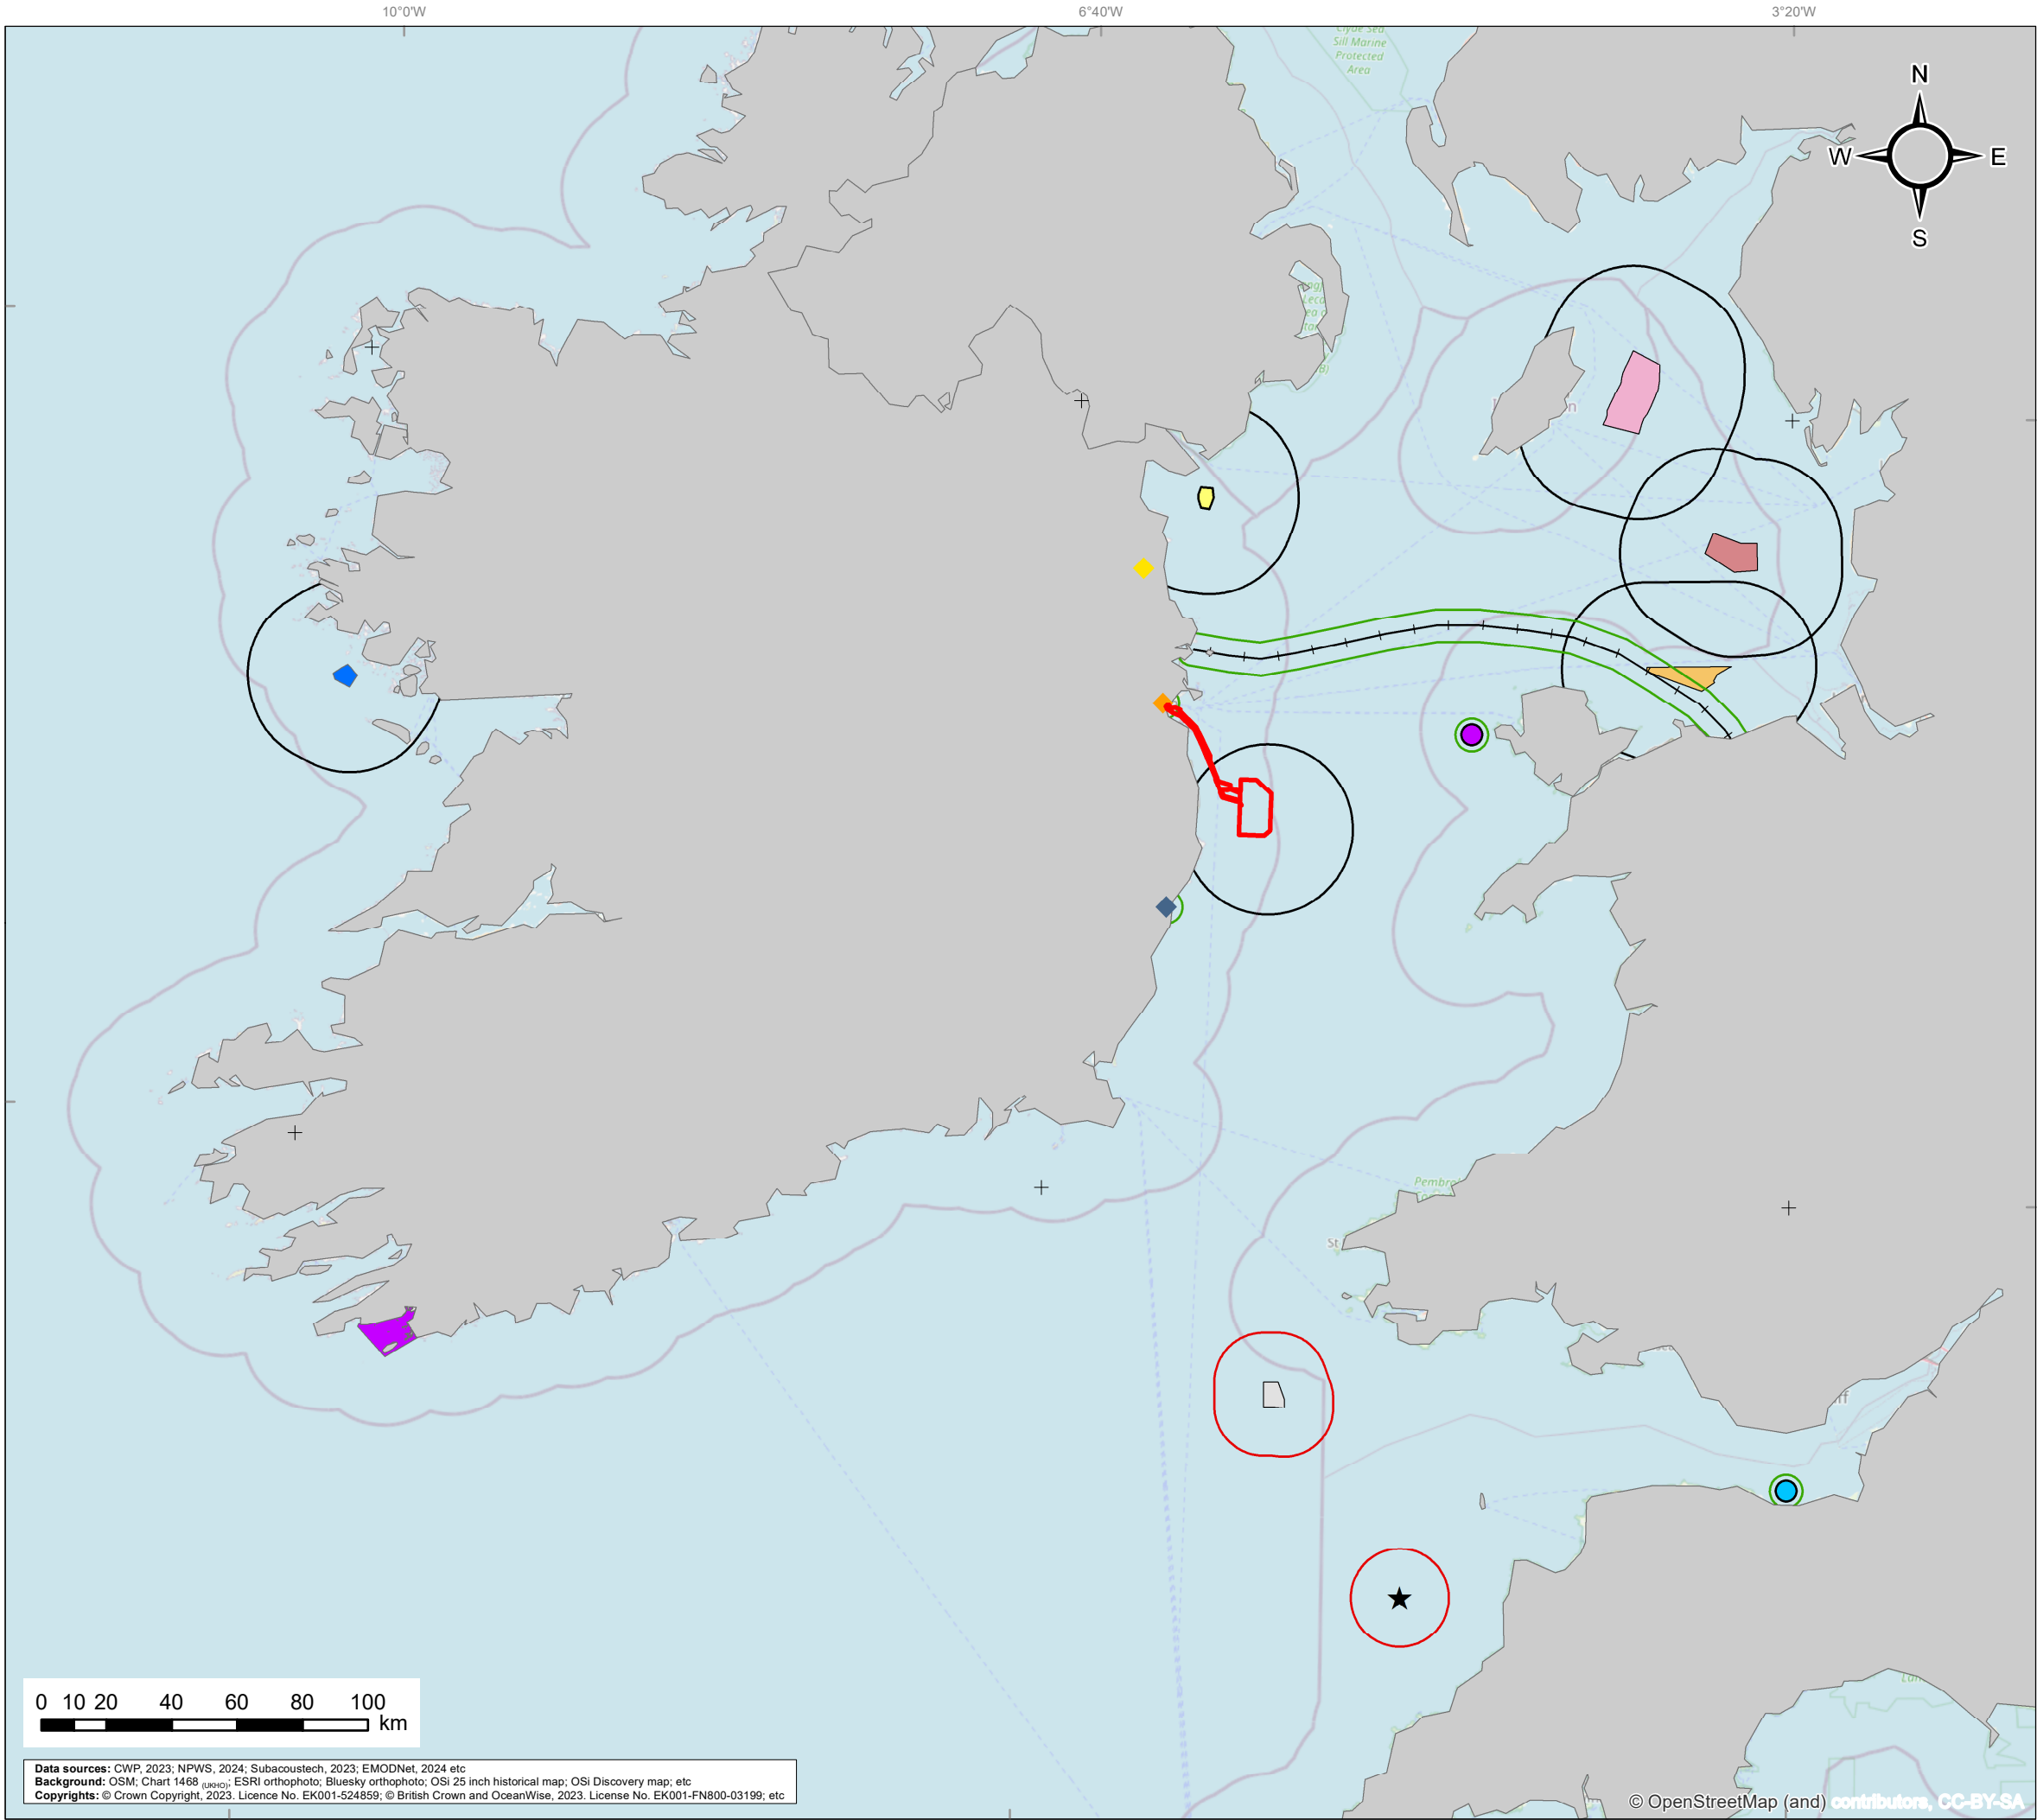 10°0'W 6°40'W 3°20'W
Clyde Sea
Sill Marine
Protected
Area
N
W E
S
0 10 20 40 60 80 100
km
Data sources: CWP, 2023; NPWS, 2024; Subacoustech, 2023; EMODNet, 2024 etc
Background: OSM; Chart 1468 (UKHO); ESRI orthophoto; Bluesky orthophoto; OSi 25 inch historical map; OSi Discovery map; etc
Copyrights: © Crown Copyright, 2023. Licence No. EK001-524859; © British Crown and OceanWise, 2023. License No. EK001-FN800-03199; etc
© OpenStreetMap (and) contributors, CC-BY-SA